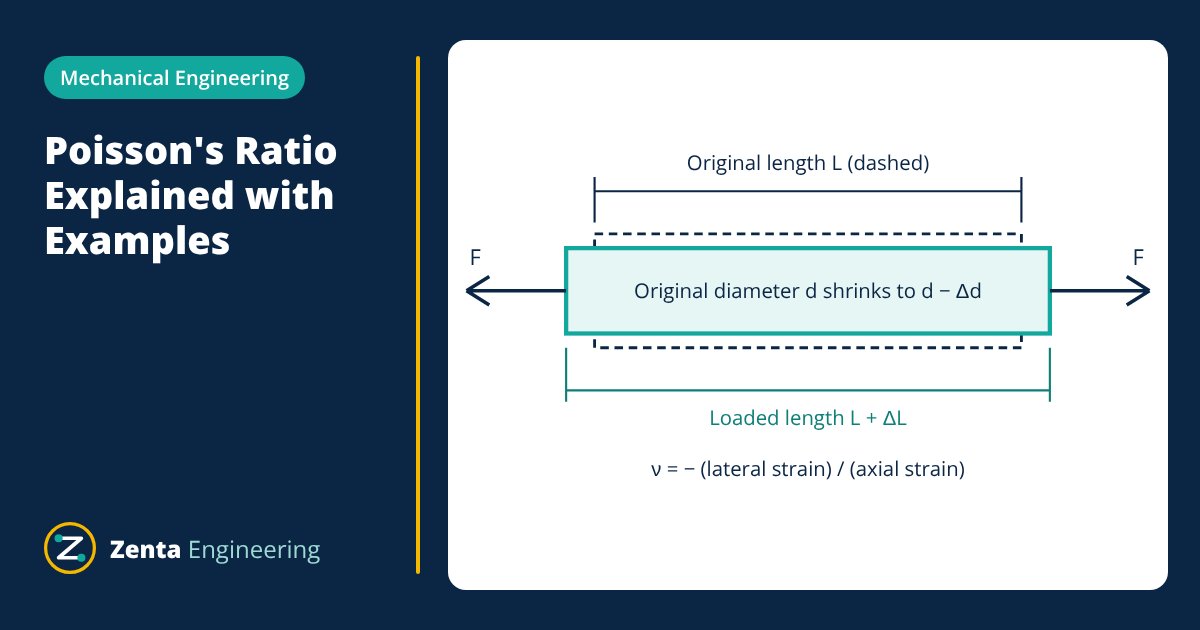 Mechanical Engineering
Poisson's Ratio
Explained with
Examples
Zenta Engineering
Original length L (dashed)
F
F
Original diameter d shrinks to d − Δd
Loaded length L + ΔL
ν = − (lateral strain) / (axial strain)